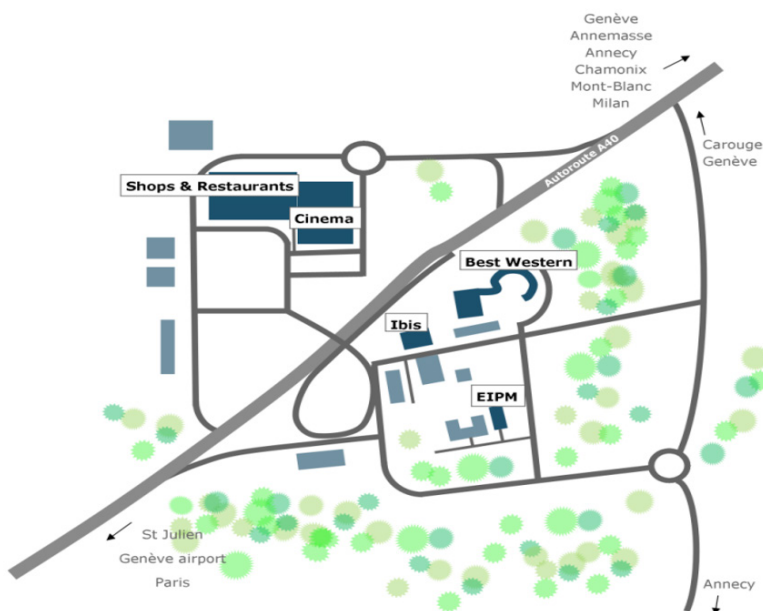 Genève
Annemasse
Annecy
Chamonix
Mont-Blanc
Milan
Carouge
Genève
Autoroute A40
Shops & Restaurants
Cinema
Best Western
Ibis
EIPM
St Julien
Genève airport
Paris
Annecy